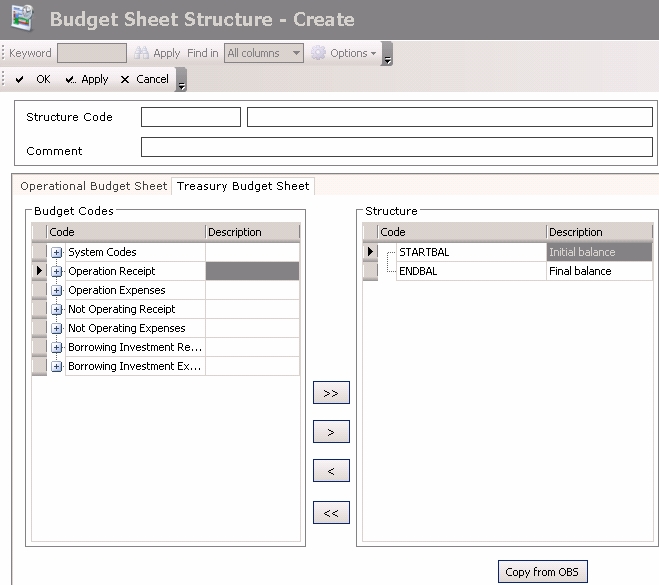 Budget Sheet Structure - Create
Keyword Apply Find in All columns Options
OK Apply Cancel
Structure Code
Comment
Operational Budget Sheet Treasury Budget Sheet
Budget Codes Structure
Code Description Code Description
System Codes STARTBAL Initial balance
Operation Receipt ENDBAL Final balance
Operation Expenses
Not Operating Receipt
Not Operating Expenses
Borrowing Investment Re...
Borrowing Investment Ex...
>>
>
<
<<
Copy from OBS